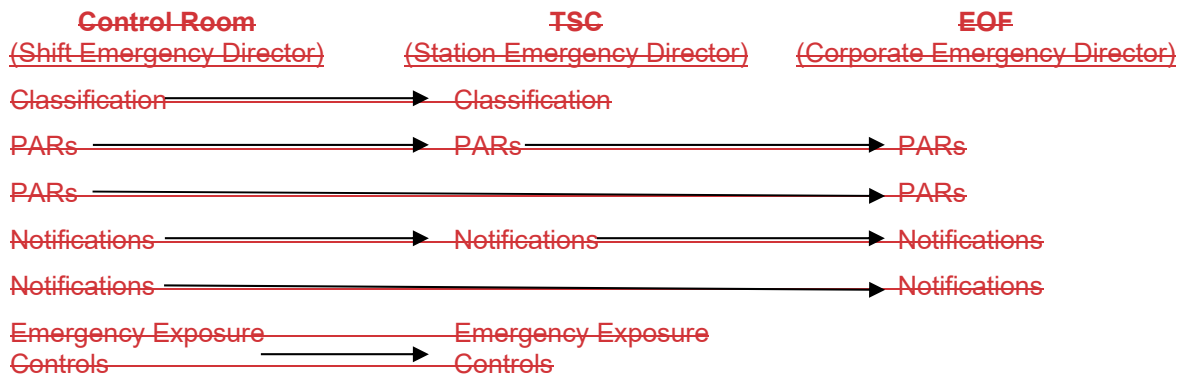 Control Room TSC EOF
(Shift Emergency Director) (Station Emergency Director) (Corporate Emergency Director)
Classification Classification
PARs PARs PARs
PARs PARs
Notifications Notifications Notifications
Notifications Notifications
Emergency Exposure Emergency Exposure
Controls Controls